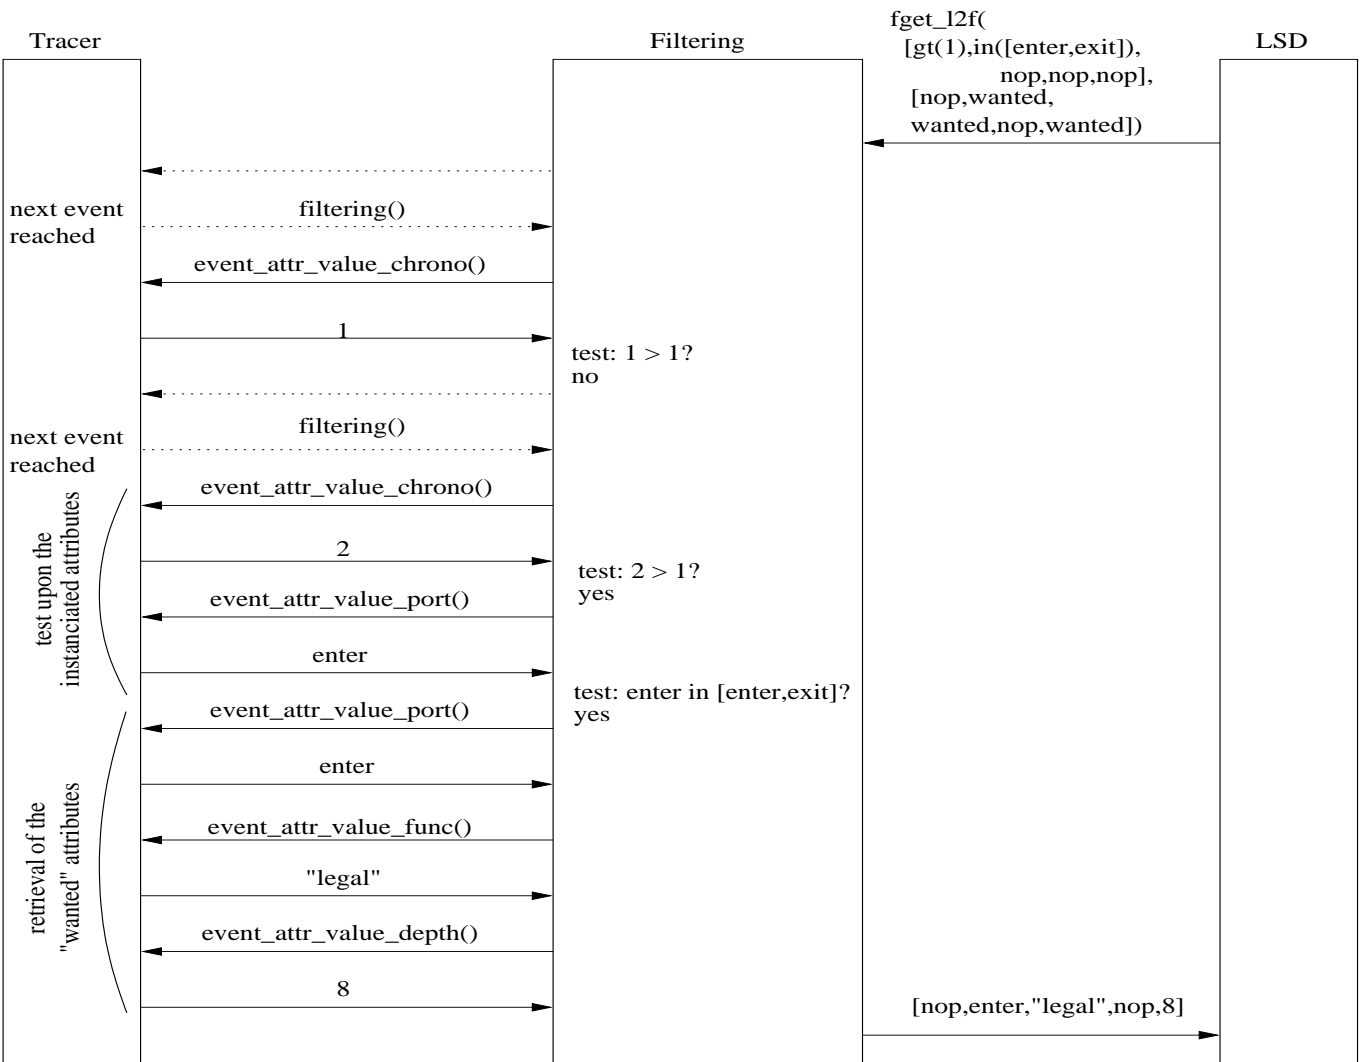 fget_l2f(
Tracer
Filtering
[gt(1),in([enter,exit]),
LSD
nop,nop,nop],
[nop,wanted,
wanted,nop,wanted])
next event
reached
filtering()
event_attr_value_chrono()
1
test: 1 > 1?
no
next event
reached
filtering()
event_attr_value_chrono()
test upon the
instanciated attributes
2
test: 2 > 1?
yes
event_attr_value_port()
enter
test: enter in [enter,exit]?
yes
event_attr_value_port()
enter
retrieval of the
"wanted" attributes
event_attr_value_func()
"legal"
event_attr_value_depth()
8
[nop,enter,"legal",nop,8]